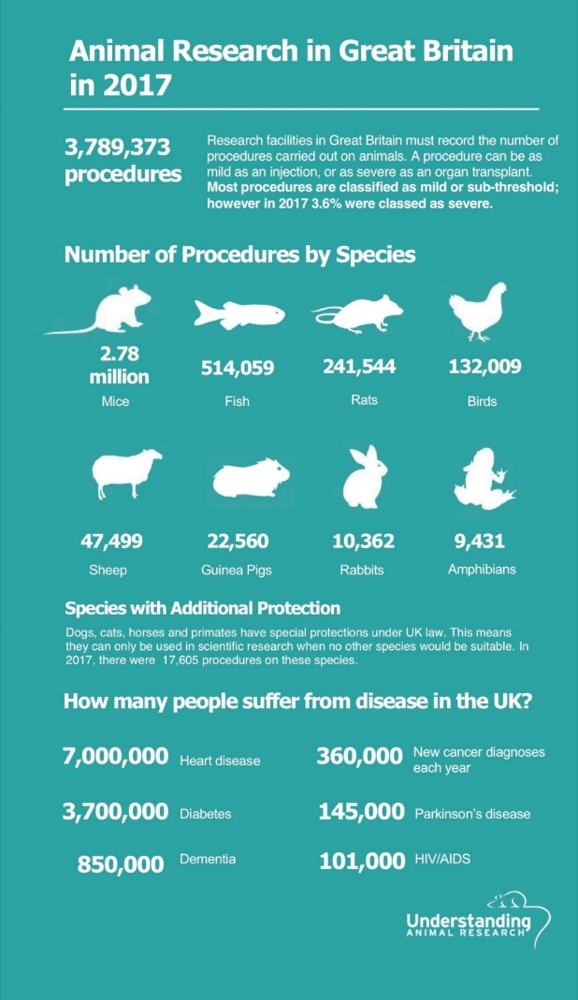 Animal Research in Great Britain
in 2017
3,789,373
procedures
Research facilities in Great Britain must record the number of
procedures carried out on animals. A procedure can be as
mild as an injection, or as severe as an organ transplant.
Most procedures are classified as mild or sub-threshold;
however in 2017 3.6% were classed as severe.
Number of Procedures by Species
2.78
million
Mice
514,059
Fish
241,544
Rats
132,009
Birds
47,499
Sheep
22,560
Guinea Pigs
10,362
Rabbits
9,431
Amphibians
Species with Additional Protection
Dogs, cats, horses and primates have special protections under UK law. This means
they can only be used in scientific research when no other species would be suitable. In
2017, there were 17,605 procedures on these species.
How many people suffer from disease in the UK?
7,000,000 Heart disease
360,000 New cancer diagnoses
each year
3,700,000 Diabetes
145,000 Parkinson's disease
850,000 Dementia
101,000 HIV/AIDS
Understanding
ANIMAL RESEARCH